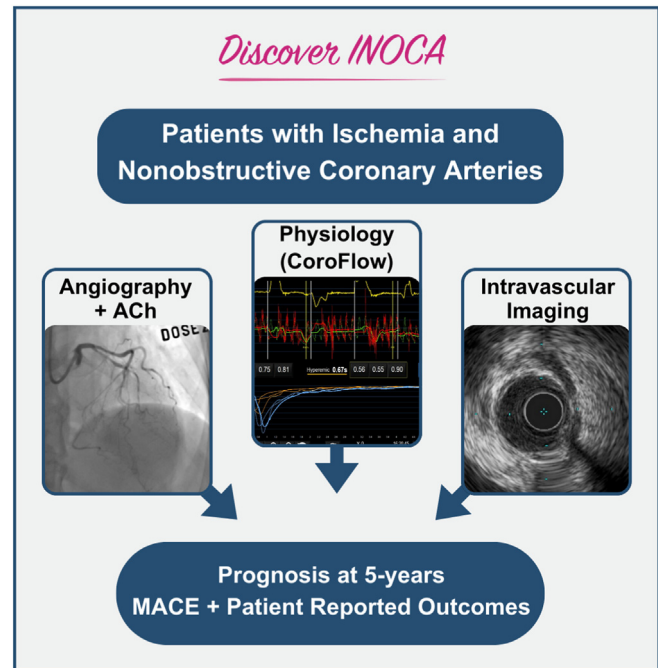 Discover INOCA
Patients with Ischemia and
Nonobstructive Coronary Arteries
Physiology
(CoroFlow)
Angiography
+ ACh
Intravascular
Imaging
0.75 0.81 Hyperemic 0.67s 0.56 0.55 0.90
Prognosis at 5-years
MACE + Patient Reported Outcomes